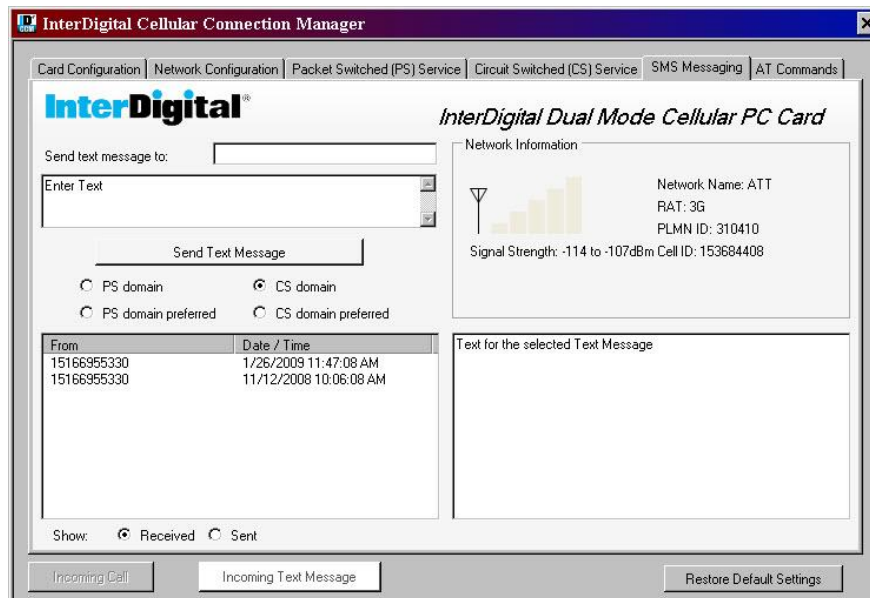 InterDigital Cellular Connection Manager
Card Configuration Network Configuration Packet Switched (PS) Service Circuit Switched (CS) Service SMS Messaging AT Commands
InterDigital®
InterDigital Dual Mode Cellular PC Card
Send text message to:
Enter Text
Send Text Message
PS domain CS domain
PS domain preferred CS domain preferred
Network Information
Network Name: ATT
RAT: 3G
PLMN ID: 310410
Signal Strength: -114 to -107dBm Cell ID: 153684408
From Date / Time
15166955330 1/26/2009 11:47:08 AM
15166955330 11/12/2008 10:06:08 AM
Text for the selected Text Message
Show: Received Sent
Incoming Call Incoming Text Message Restore Default Settings